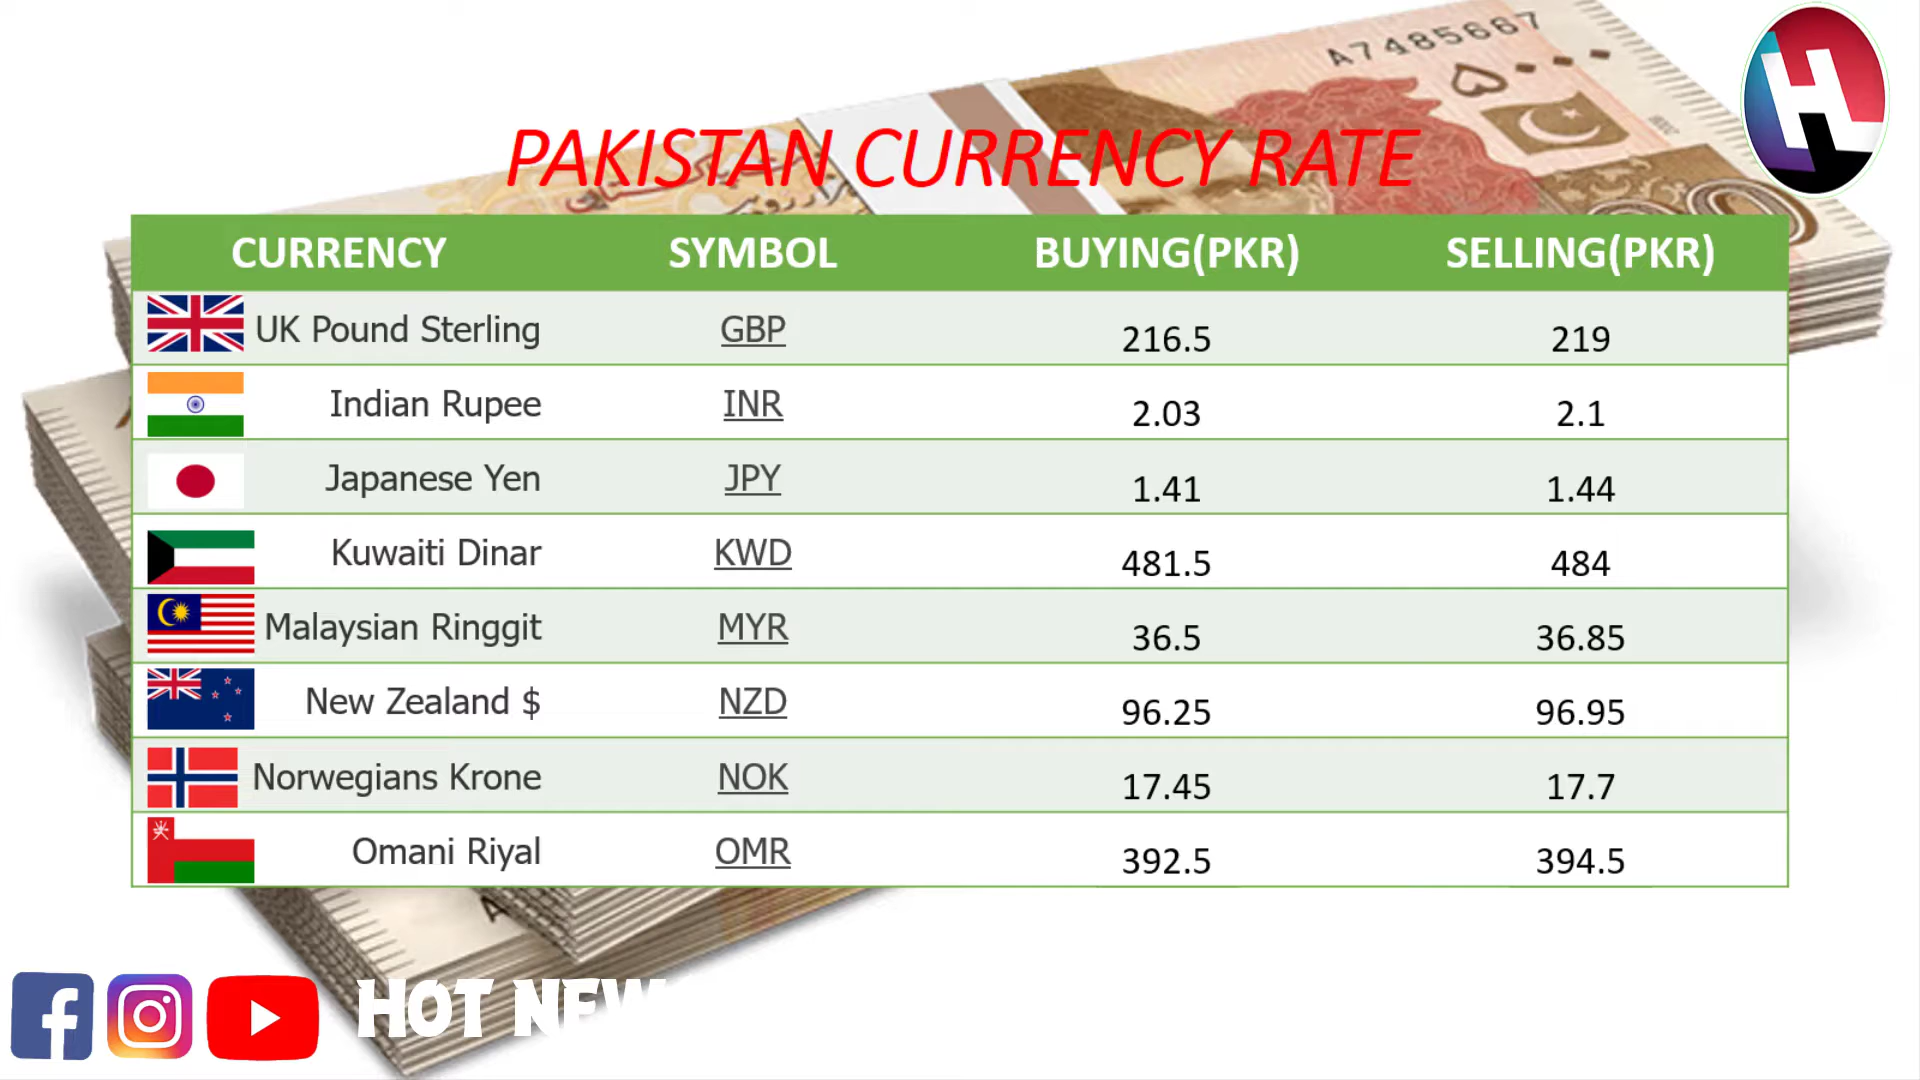 A7485667
۵۰۰۰
PAKISTAN CURRENCY RATE
CURRENCY SYMBOL BUYING(PKR) SELLING(PKR)
UK Pound Sterling GBP 216.5 219
Indian Rupee INR 2.03 2.1
Japanese Yen JPY 1.41 1.44
Kuwaiti Dinar KWD 481.5 484
Malaysian Ringgit MYR 36.5 36.85
New Zealand $ NZD 96.25 96.95
Norwegians Krone NOK 17.45 17.7
Omani Riyal OMR 392.5 394.5
HOT NEW